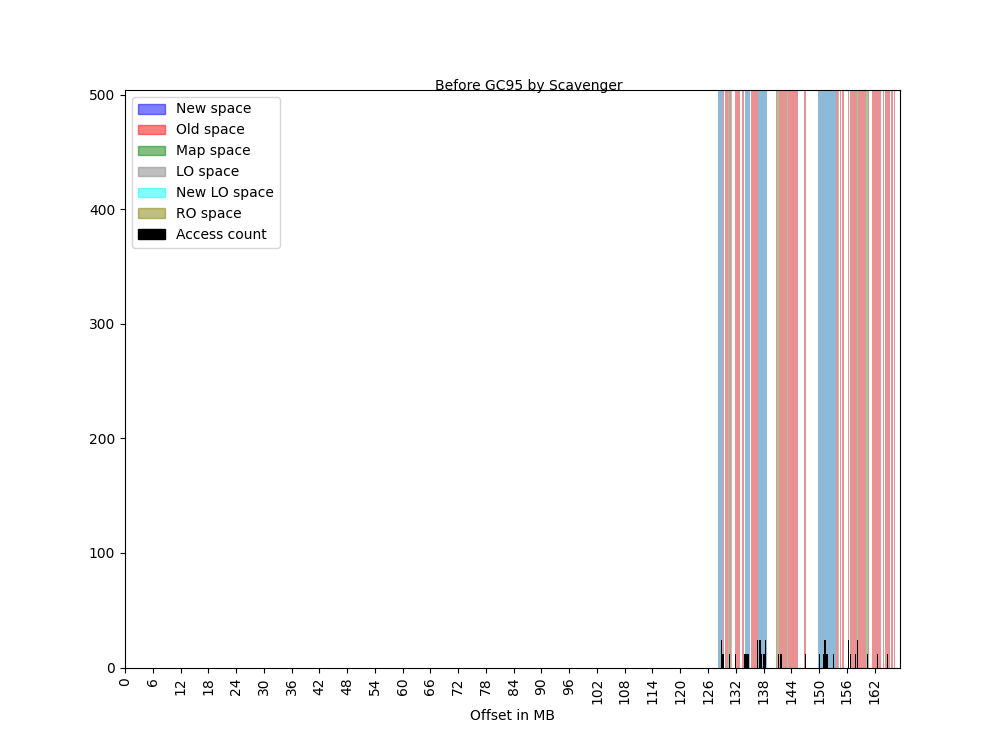 Before GC95 by Scavenger
500
400
300
200
100
0
New space
Old space
Map space
LO space
New LO space
RO space
Access count
0 6 12 18 24 30 36 42 48 54 60 66 72 78 84 90 96 102 108 114 120 126 132 138 144 150 156 162
Offset in MB